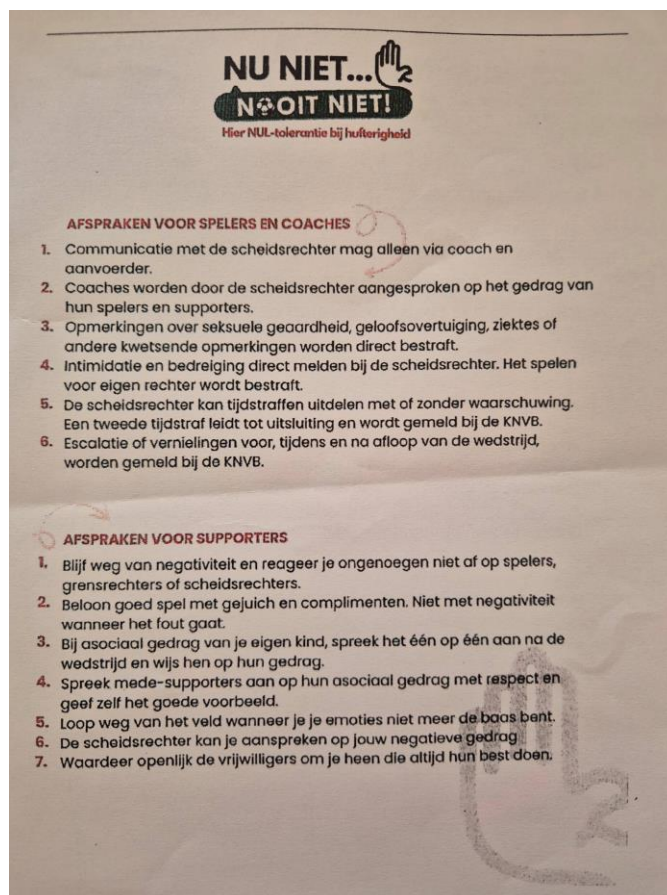 NU NIET...
NOOIT NIET!
Hier NUL-tolerantie bij hufterigheid
AFSPRAKEN VOOR SPELERS EN COACHES
1. Communicatie met de scheidsrechter mag alleen via coach en
aanvoerder.
2. Coaches worden door de scheidsrechter aangesproken op het gedrag van
hun spelers en supporters.
3. Opmerkingen over seksuele geaardheid, geloofsovertuiging, ziektes of
andere kwetsende opmerkingen worden direct bestraft.
4. Intimidatie en bedreiging direct melden bij de scheidsrechter. Het spelen
voor eigen rechter wordt bestraft.
5. De scheidsrechter kan tijdstraffen uitdelen met of zonder waarschuwing.
Een tweede tijdstraf leidt tot uitsluiting en wordt gemeld bij de KNVB.
6. Escalatie of vernielingen voor, tijdens en na afloop van de wedstrijd,
worden gemeld bij de KNVB.
AFSPRAKEN VOOR SUPPORTERS
1. Blijf weg van negativiteit en reageer je ongenoegen niet af op spelers,
grensrechters of scheidsrechters.
2. Beloon goed spel met gejuich en complimenten. Niet met negativiteit
wanneer het fout gaat.
3. Bij asociaal gedrag van je eigen kind, spreek het één op één aan na de
wedstrijd en wijs hen op hun gedrag.
4. Spreek mede-supporters aan op hun asociaal gedrag met respect en
geef zelf het goede voorbeeld.
5. Loop weg van het veld wanneer je je emoties niet meer de baas bent.
6. De scheidsrechter kan je aanspreken op jouw negatieve gedrag
7. Waardeer openlijk de vrijwilligers om je heen die altijd hun best doen.